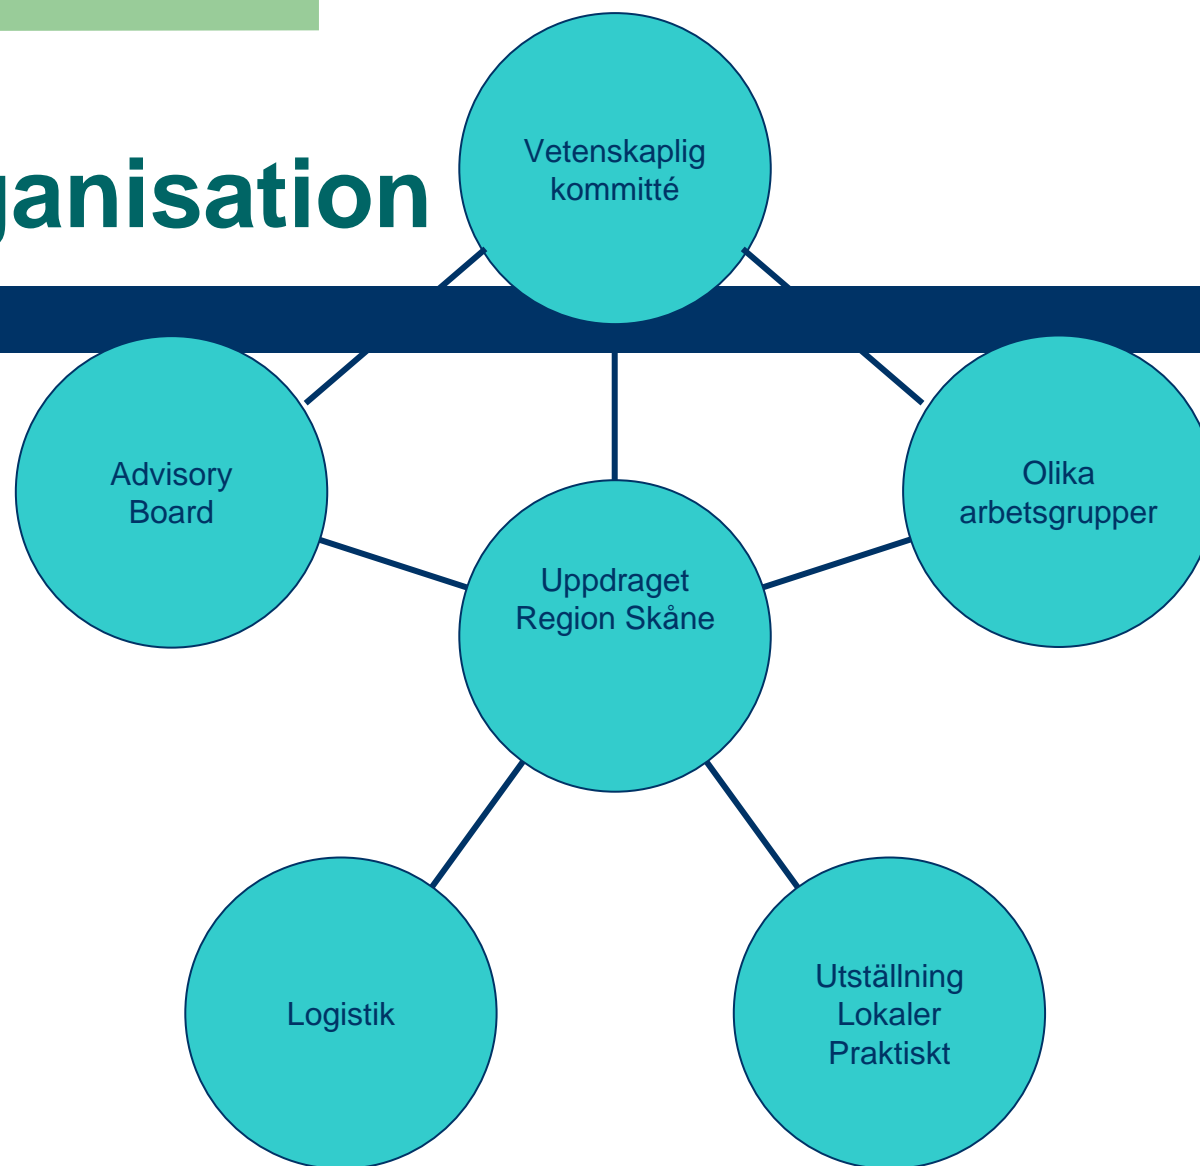 Vetenskaplig
kommitté
ganisation
Advisory
Board
Olika
arbetsgrupper
Uppdraget
Region Skåne
Logistik
Utställning
Lokaler
Praktiskt